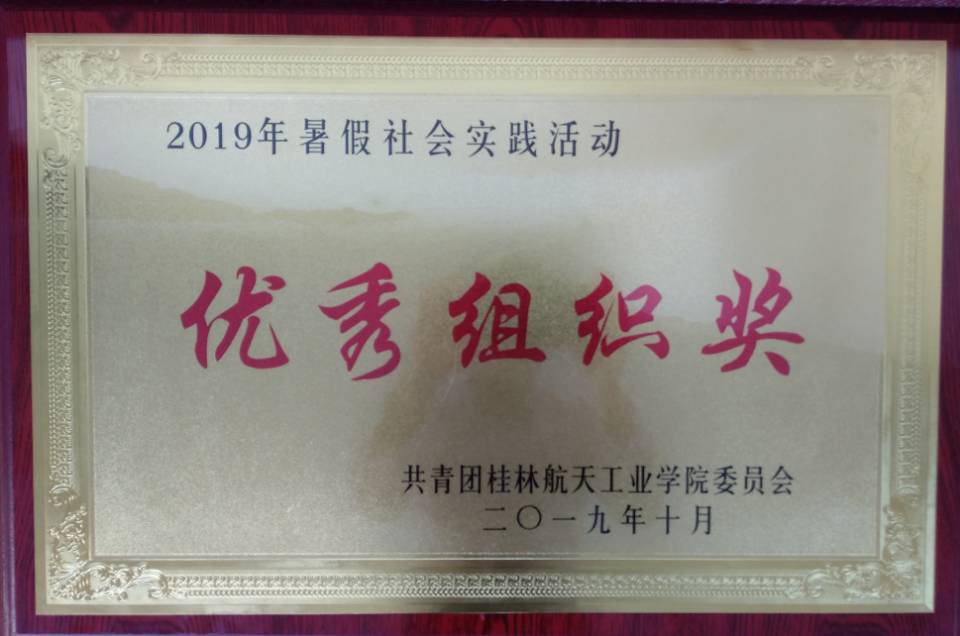 2019年暑假社会实践活动
优秀组织奖
共青团桂林航天工业学院委员会
二〇一九年十月